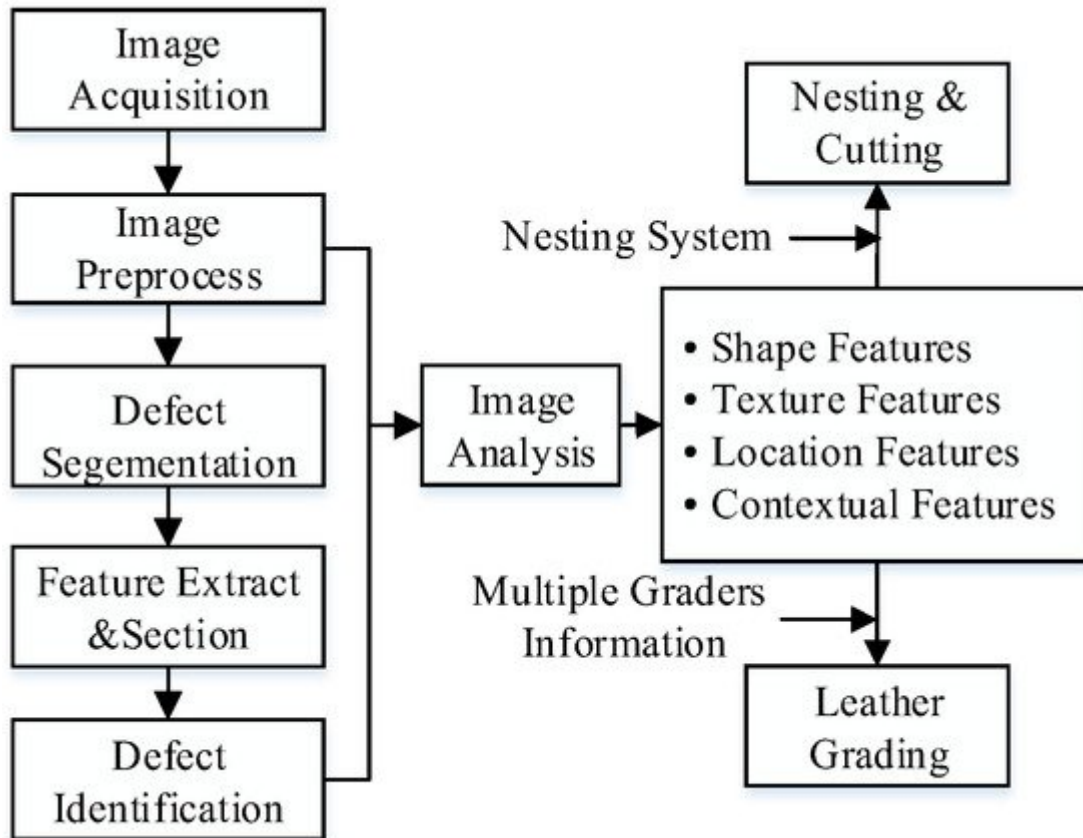 Image
Acquisition
Image
Preprocess
Defect
Segementation
Feature Extract
&Section
Defect
Identification
Image
Analysis
Nesting &
Cutting
Nesting System
• Shape Features
• Texture Features
• Location Features
• Contextual Features
Multiple Graders
Information
Leather
Grading